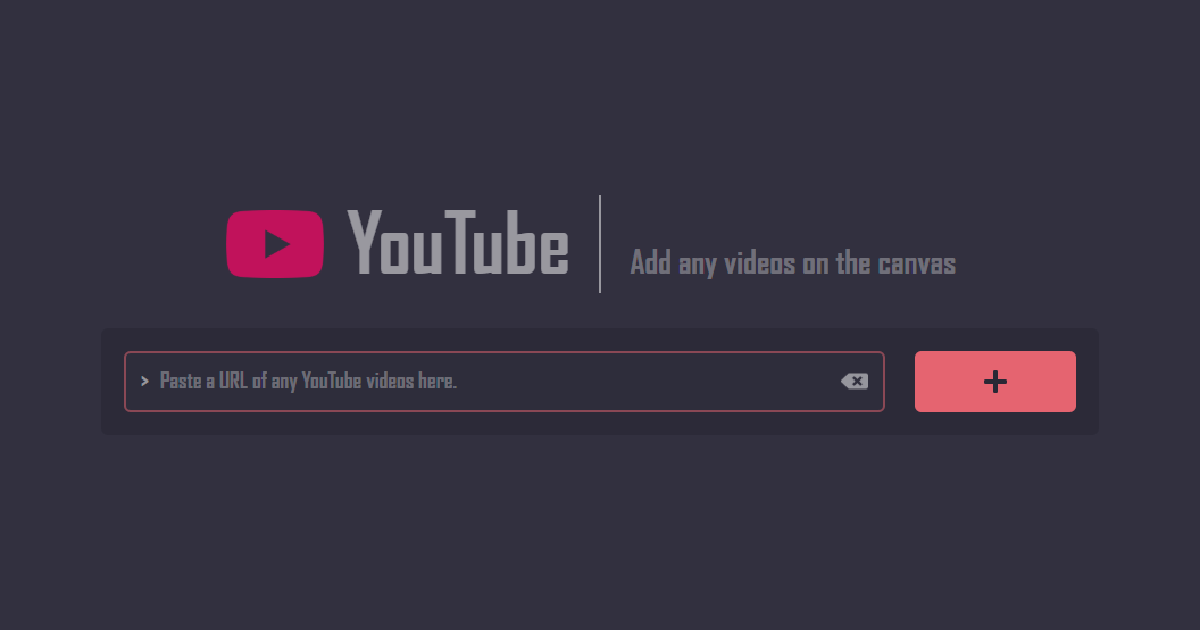 YouTube
Add any videos on the canvas
> Paste a URL of any YouTube videos here.